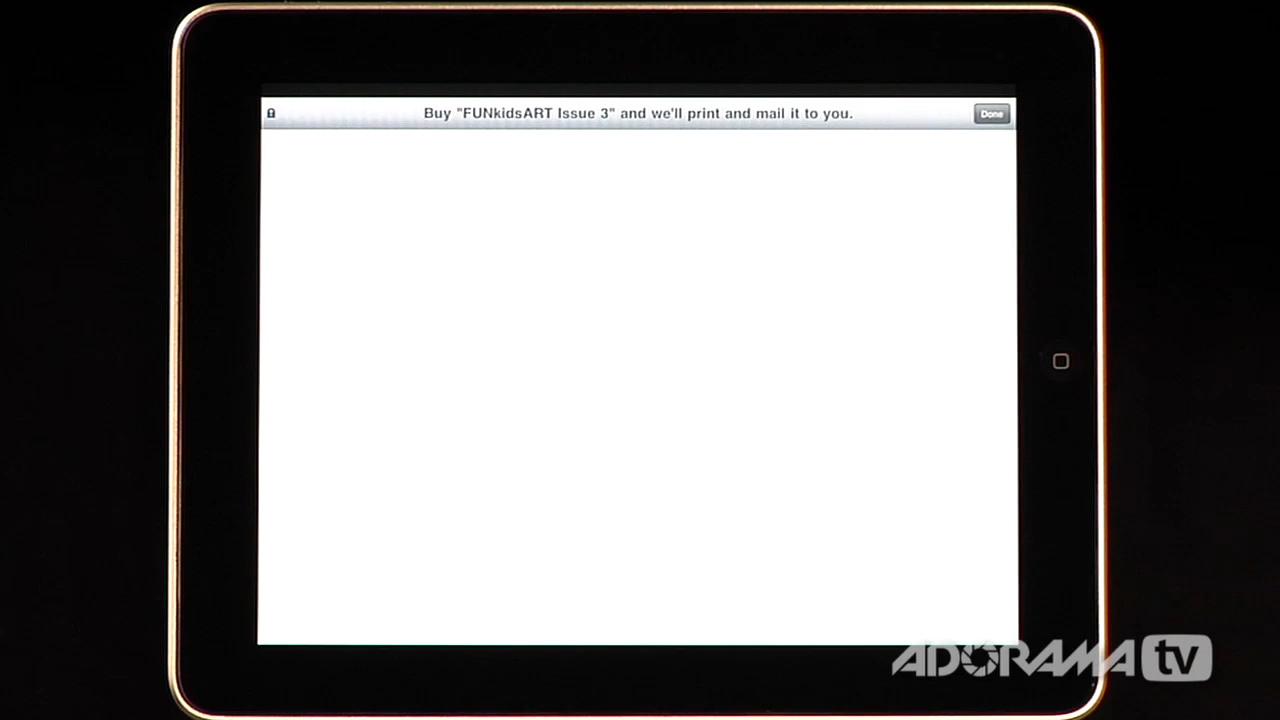 Buy "FUNkidsART Issue 3" and we'll print and mail it to you.
Done
ADORAMA tv